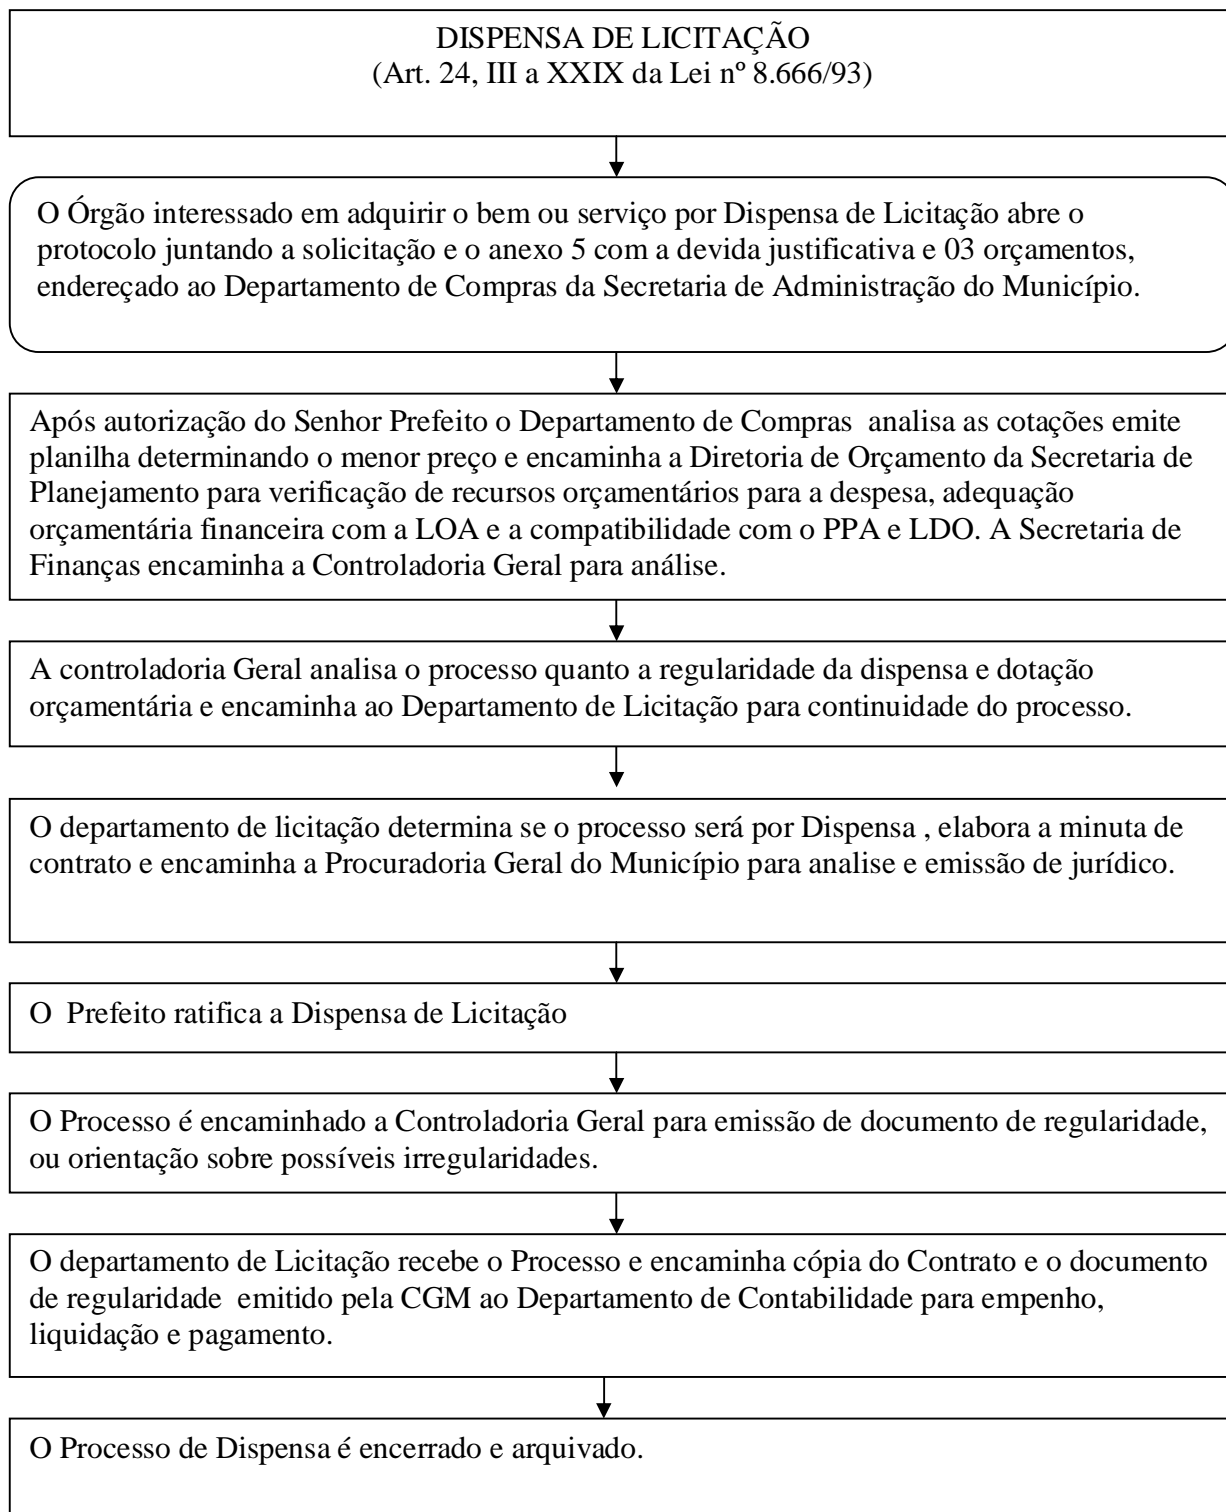 DISPENSA DE LICITAÇÃO
(Art. 24, III a XXIX da Lei nº 8.666/93)
O Órgão interessado em adquirir o bem ou serviço por Dispensa de Licitação abre o
protocolo juntando a solicitação e o anexo 5 com a devida justificativa e 03 orçamentos,
endereçado ao Departamento de Compras da Secretaria de Administração do Município.
Após autorização do Senhor Prefeito o Departamento de Compras  analisa as cotações emite
planilha determinando o menor preço e encaminha a Diretoria de Orçamento da Secretaria de
Planejamento para verificação de recursos orçamentários para a despesa, adequação
orçamentária financeira com a LOA e a compatibilidade com o PPA e LDO. A Secretaria de
Finanças encaminha a Controladoria Geral para análise.
A controladoria Geral analisa o processo quanto a regularidade da dispensa e dotação
orçamentária e encaminha ao Departamento de Licitação para continuidade do processo.
O departamento de licitação determina se o processo será por Dispensa , elabora a minuta de
contrato e encaminha a Procuradoria Geral do Município para analise e emissão de jurídico.
O  Prefeito ratifica a Dispensa de Licitação
O Processo é encaminhado a Controladoria Geral para emissão de documento de regularidade,
ou orientação sobre possíveis irregularidades.
O departamento de Licitação recebe o Processo e encaminha cópia do Contrato e o documento
de regularidade  emitido pela CGM ao Departamento de Contabilidade para empenho,
liquidação e pagamento.
O Processo de Dispensa é encerrado e arquivado.